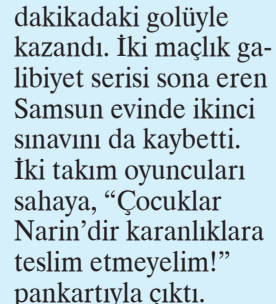 dakikadaki golüyle
kazandı. İki maçlık ga-
libiyet serisi sona eren
Samsun evinde ikinci
sınavını da kaybetti.
İki takım oyuncuları
sahaya, “Çocuklar
Narin’dir karanlıklara
teslim etmeyelim!”
pankartıyla çıktı.